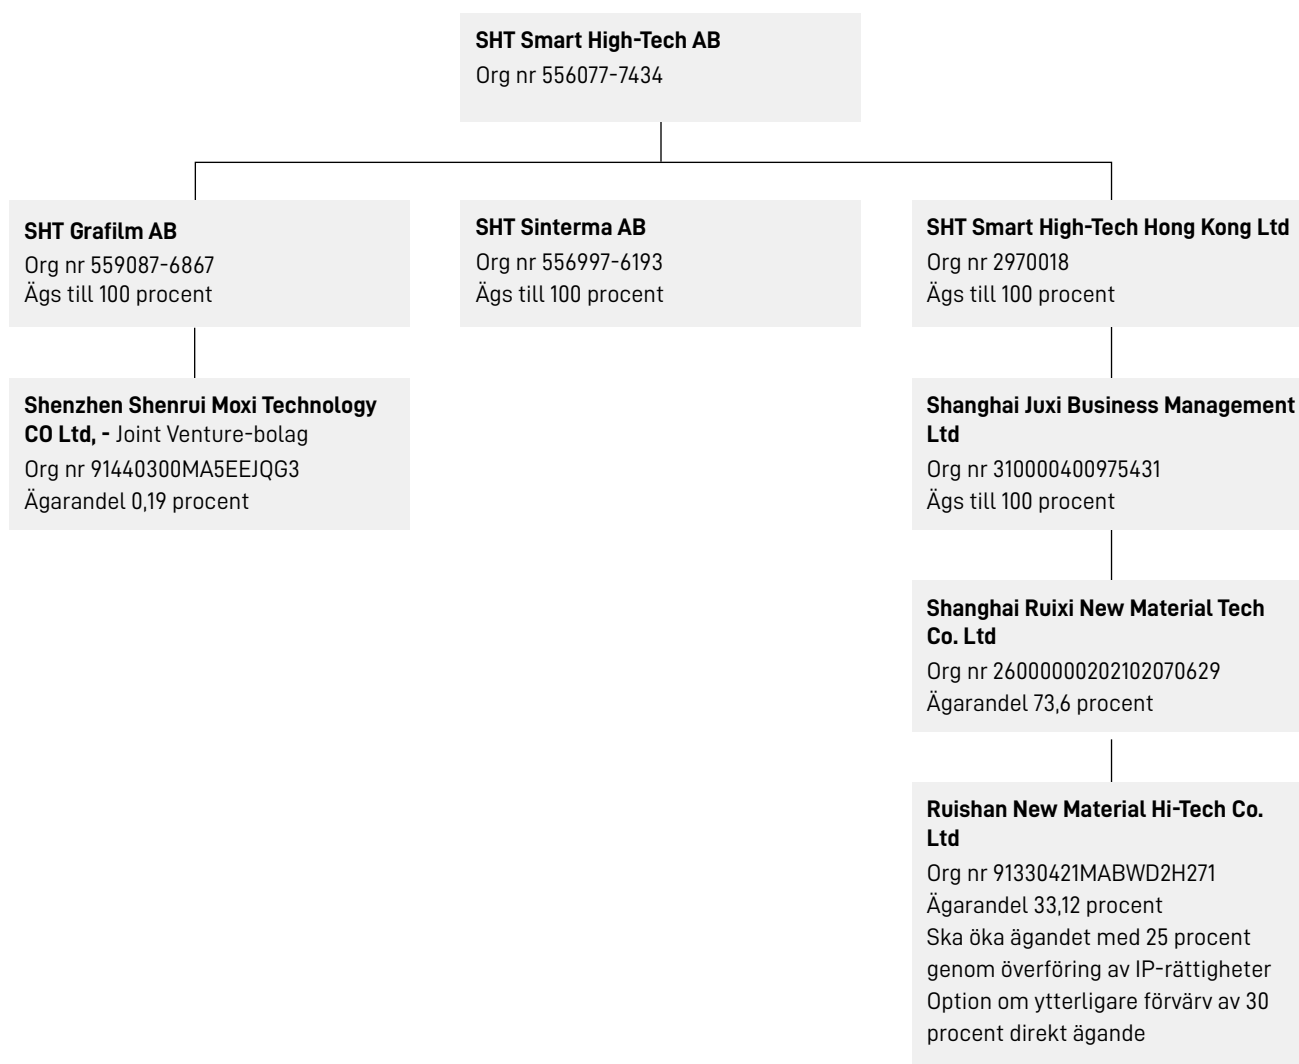 SHT Smart High-Tech AB
Org nr 556077-7434
SHT Grafilm AB
Org nr 559087-6867
Ägs till 100 procent
SHT Sinterma AB
Org nr 556997-6193
Ägs till 100 procent
SHT Smart High-Tech Hong Kong Ltd
Org nr 2970018
Ägs till 100 procent
Shenzhen Shenrui Moxi Technology
CO Ltd, - Joint Venture-bolag
Org nr 91440300MA5EEJQG3
Ägarandel 0,19 procent
Shanghai Juxi Business Management
Ltd
Org nr 310000400975431
Ägs till 100 procent
Shanghai Ruixi New Material Tech
Co. Ltd
Org nr 26000000202102070629
Ägarandel 73,6 procent
Ruishan New Material Hi-Tech Co.
Ltd
Org nr 91330421MABWD2H271
Ägarandel 33,12 procent
Ska öka ägandet med 25 procent
genom överföring av IP-rättigheter
Option om ytterligare förvärv av 30
procent direkt ägande